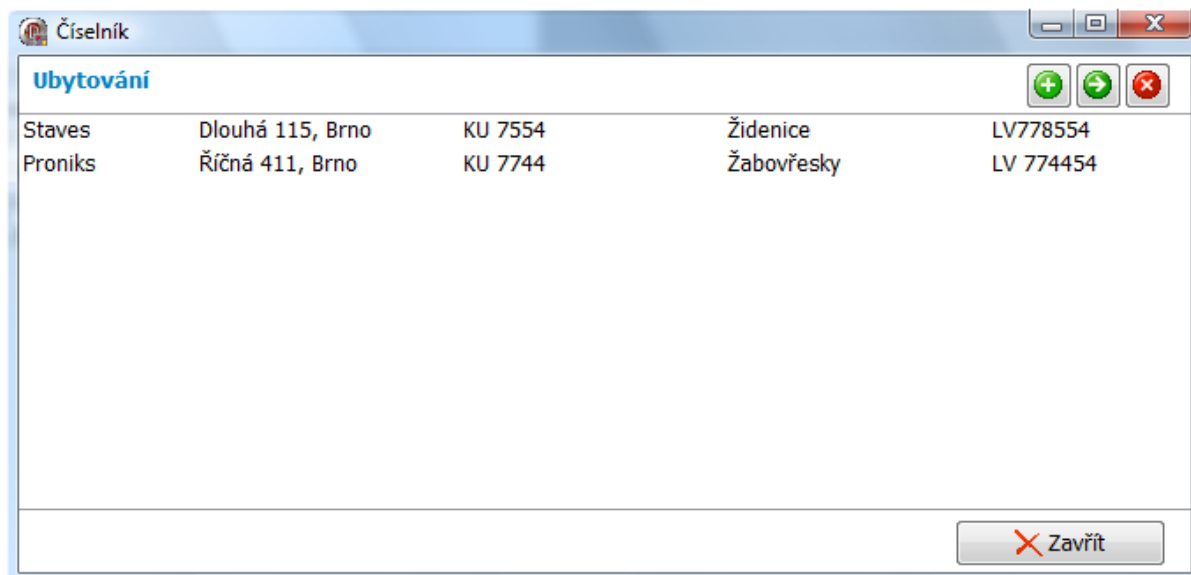 Číselník
Ubytování
Staves Dlouhá 115, Brno KU 7554 Židenice LV778554
Proniks Říčná 411, Brno KU 7744 Žabovřesky LV 774454
Zavřít